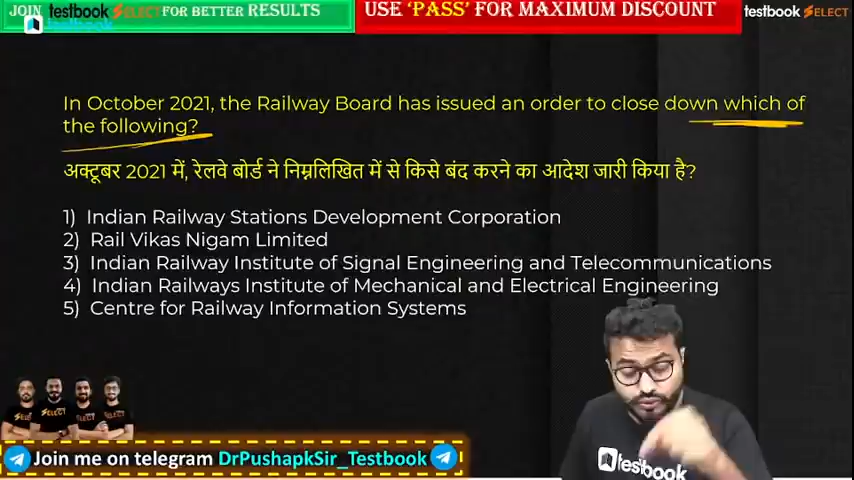 JOIN testbook SELECT FOR BETTER RESULTS
testbook
USE ‘PASS’ FOR MAXIMUM DISCOUNT
testbook SELECT
In October 2021, the Railway Board has issued an order to close down which of
the following?
अक्टूबर 2021 में, रेलवे बोर्ड ने निम्नलिखित में से किसे बंद करने का आदेश जारी किया है?
1) Indian Railway Stations Development Corporation
2) Rail Vikas Nigam Limited
3) Indian Railway Institute of Signal Engineering and Telecommunications
4) Indian Railways Institute of Mechanical and Electrical Engineering
5) Centre for Railway Information Systems
SELECT
testbook
Join me on telegram DrPushapkSir_Testbook